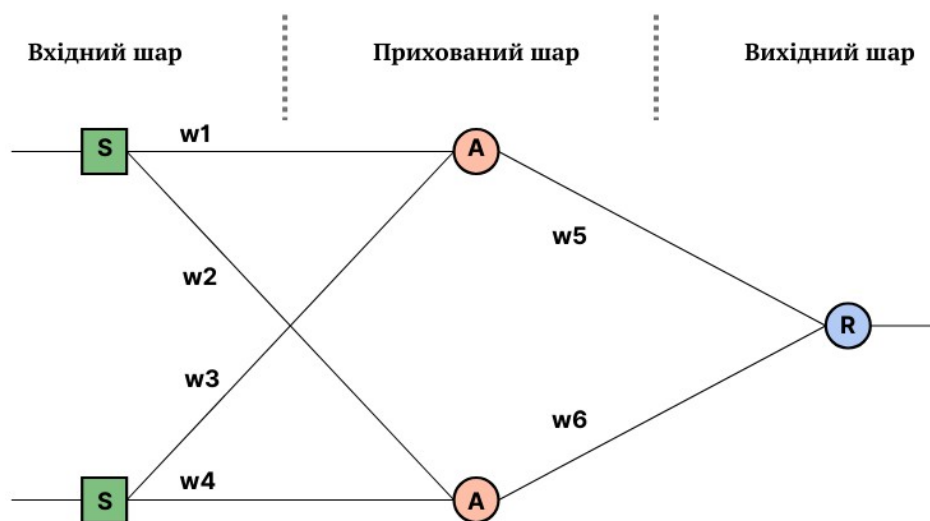 Вхідний шар
Прихований шар
Вихідний шар
S
w1
A
w5
w2
R
w3
w6
w4
S
A